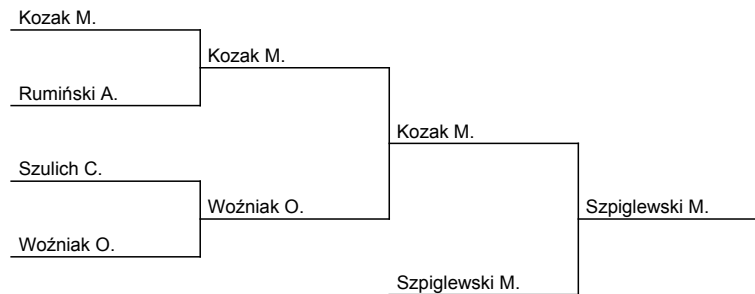 Kozak M.
Kozak M.
Rumiński A.
Kozak M.
Szulich C.
Woźniak O.
Szpiglewski M.
Woźniak O.
Szpiglewski M.